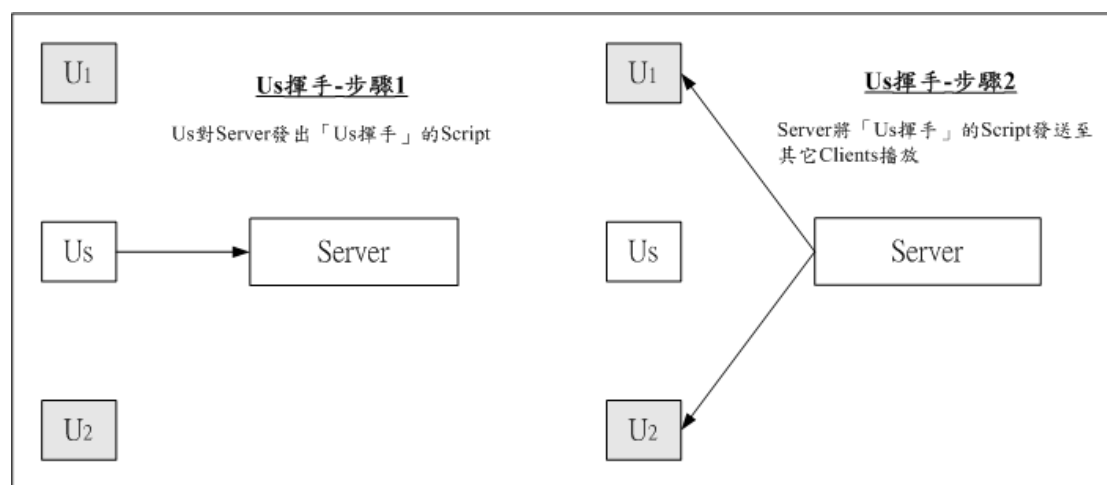 U1
Us揮手-步驟1
Us對Server發出「Us揮手」的Script
Us
Server
U2
U1
Us揮手-步驟2
Server將「Us揮手」的Script發送至
其它Clients播放
Us
Server
U2